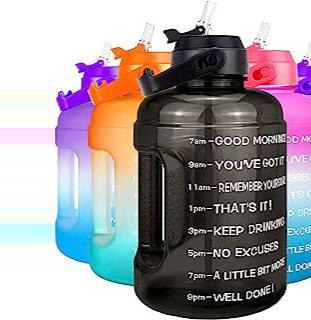 7am-GOOD MORNING
9am-YOU'VE GOT IT
11am-REMEMBER YOUR GOAL
1pm-THAT'S IT!
3pm-KEEP DRINKING
5pm-NO EXCUSES
7pm-A LITTLE BIT MORE
9pm-WELL DONE!